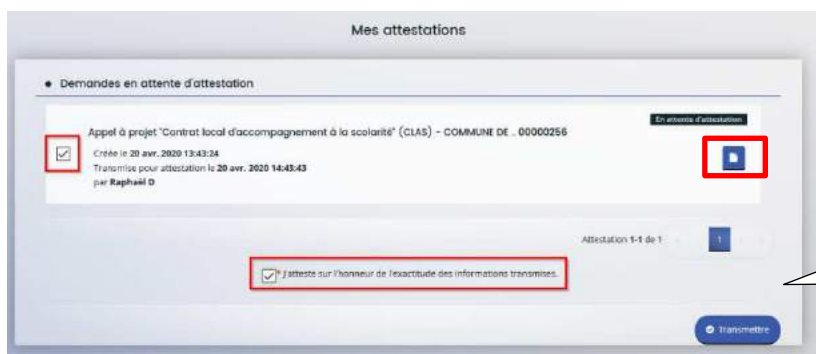 Mes attestations
Demandes en attente d'attestation
En attente d'attestation
Appel à projet "Contrat local d'accompagnement à la scolarité" (CLAS) - COMMUNE DE .. 00000256
Créée le 20 avr. 2020 13:43:24
Transmise pour attestation le 20 avr. 2020 14:43:43
par Raphaël D
Attestation 1-1 de 1
1
* J'atteste sur l'honneur de l'exactitude des informations transmises.
Transmettre